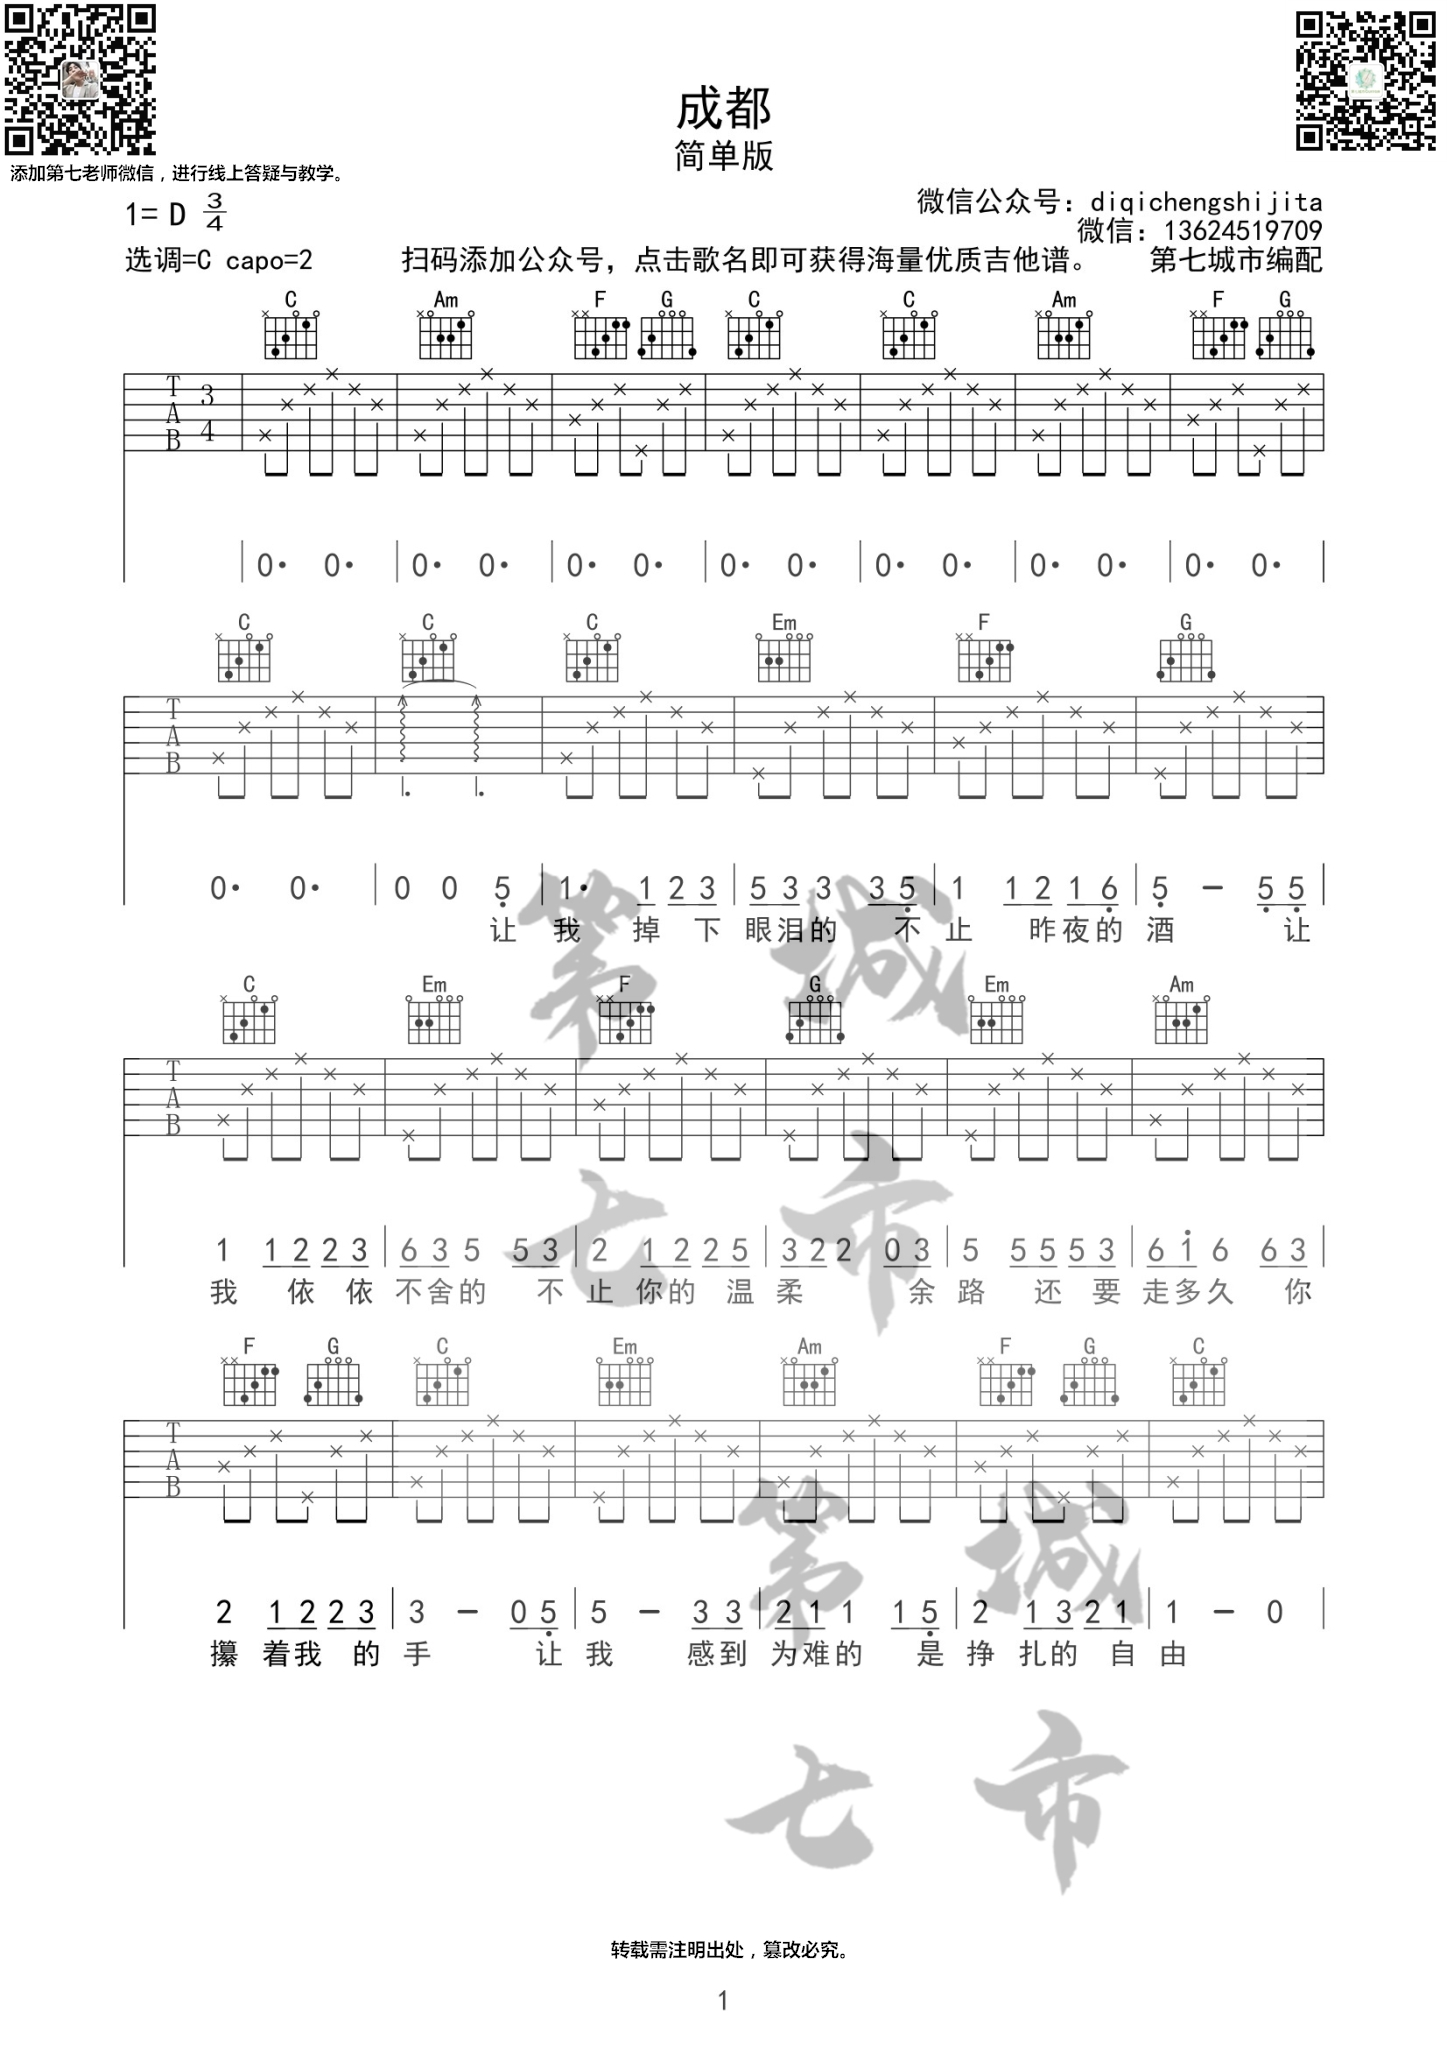 添加第七老师微信，进行线上答疑与教学。
成都
简单版
1= D 3/4
微信公众号：diqichengshijita
微信：13624519709
选调=C capo=2 扫码添加公众号，点击歌名即可获得海量优质吉他谱。 第七城市编配
C Am F G C C Am F G
T A B 3 4
0· 0· | 0· 0· | 0· 0· | 0· 0· | 0· 0· | 0· 0· | 0· 0· |
C C C Em F G
T A B
0· 0· | 0 0 5 | 1· 1 2 3 | 5 3 3 3 5 | 1 1 2 1 6 | 5 – 5 5 |
让 我 掉 下 眼泪的 不 止 昨夜的 酒 让
C Em F G Em Am
T A B
1 1 2 2 3 | 6 3 5 5 3 | 2 1 2 2 5 | 3 2 2 0 3 | 5 5 5 5 3 | 6 1 6 6 3 |
我 依 依 不舍的 不 止 你的 温 柔 余 路 还 要 走多久 你
F G C Em Am F G C
T A B
2 1 2 2 3 | 3 – 0 5 | 5 – 3 3 | 2 1 1 1 5 | 2 1 3 2 1 | 1 – 0 |
攥 着我 的 手 让 我 感到 为难的 是 挣 扎的 自 由
第 城
七 市
第 城
七 市
转载需注明出处，篡改必究。
1